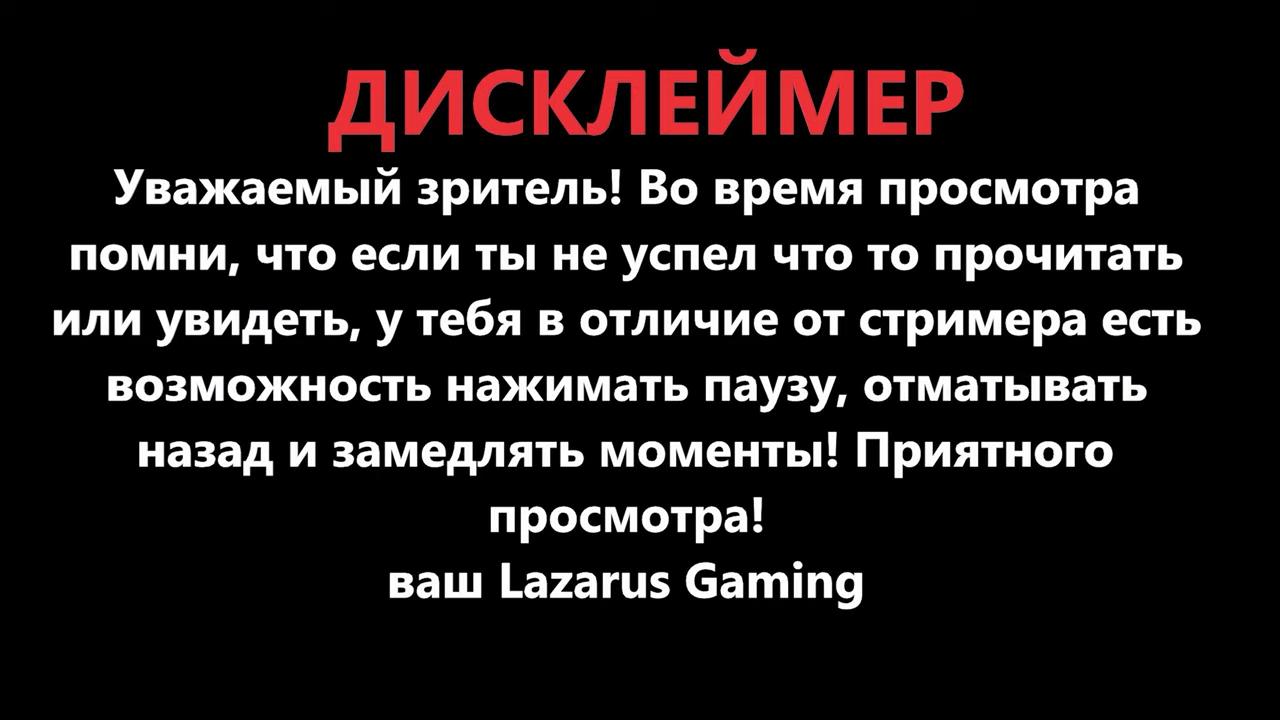 ДИСКЛЕЙМЕР
Уважаемый зритель! Во время просмотра
помни, что если ты не успел что то прочитать
или увидеть, у тебя в отличие от стримера есть
возможность нажимать паузу, отматывать
назад и замедлять моменты! Приятного
просмотра!
ваш Lazarus Gaming